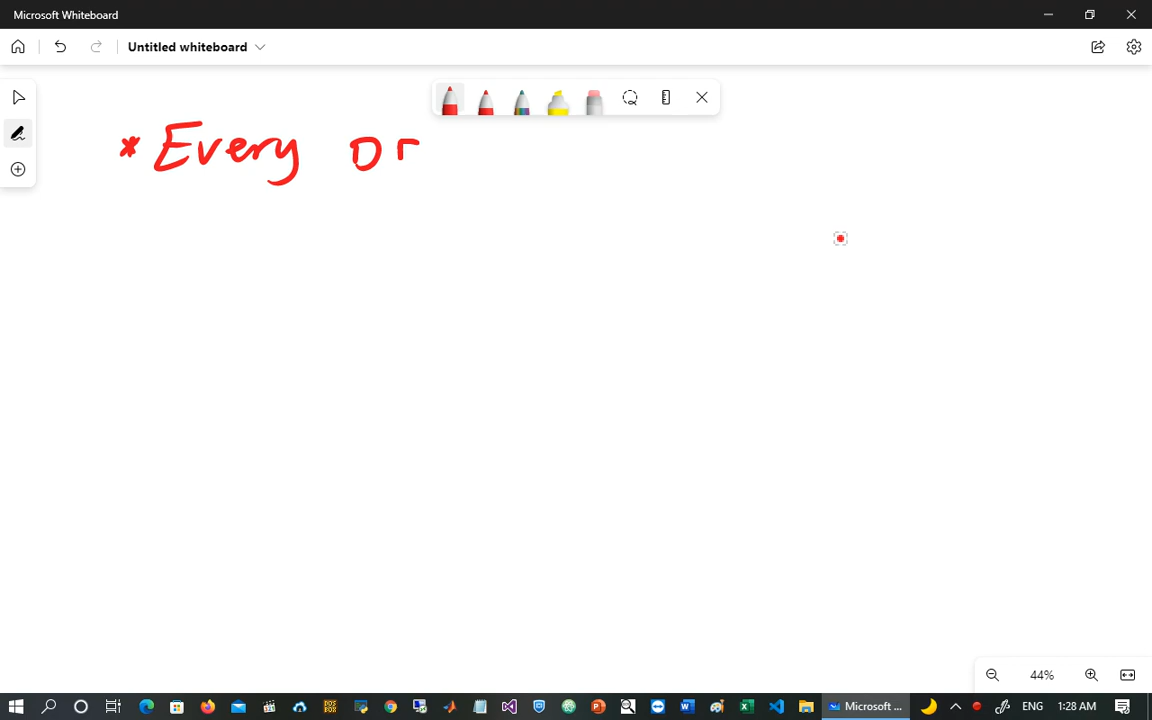 Microsoft Whiteboard
Untitled whiteboard
*Every or
44%
Microsoft ...
ENG
1:28 AM